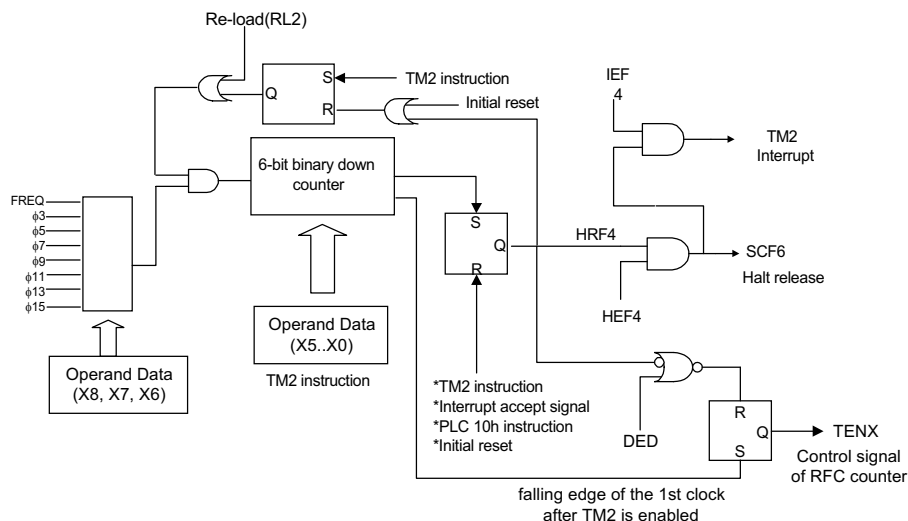 Re-load(RL2)
Q
S
R
TM2 instruction
Initial reset
IEF
4
TM2
Interrupt
6-bit binary down
counter
FREQ
ϕ3
ϕ5
ϕ7
ϕ9
ϕ11
ϕ13
ϕ15
S
Q
R
HRF4
SCF6
Halt release
HEF4
Operand Data
(X5..X0)
TM2 instruction
Operand Data
(X8, X7, X6)
*TM2 instruction
*Interrupt accept signal
*PLC 10h instruction
*Initial reset
DED
R
Q
S
TENX
Control signal
of RFC counter
falling edge of the 1st clock
after TM2 is enabled